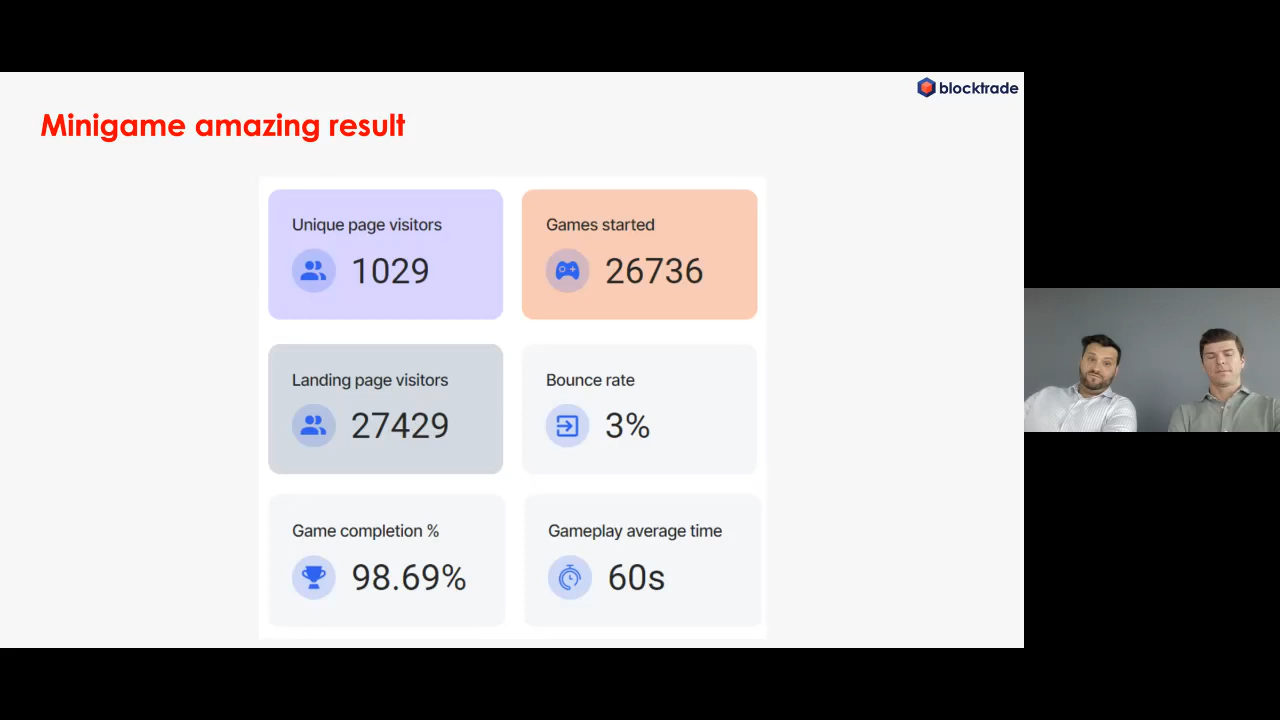 blocktrade
Minigame amazing result
Unique page visitors
1029
Games started
26736
Landing page visitors
27429
Bounce rate
3%
Game completion %
98.69%
Gameplay average time
60s